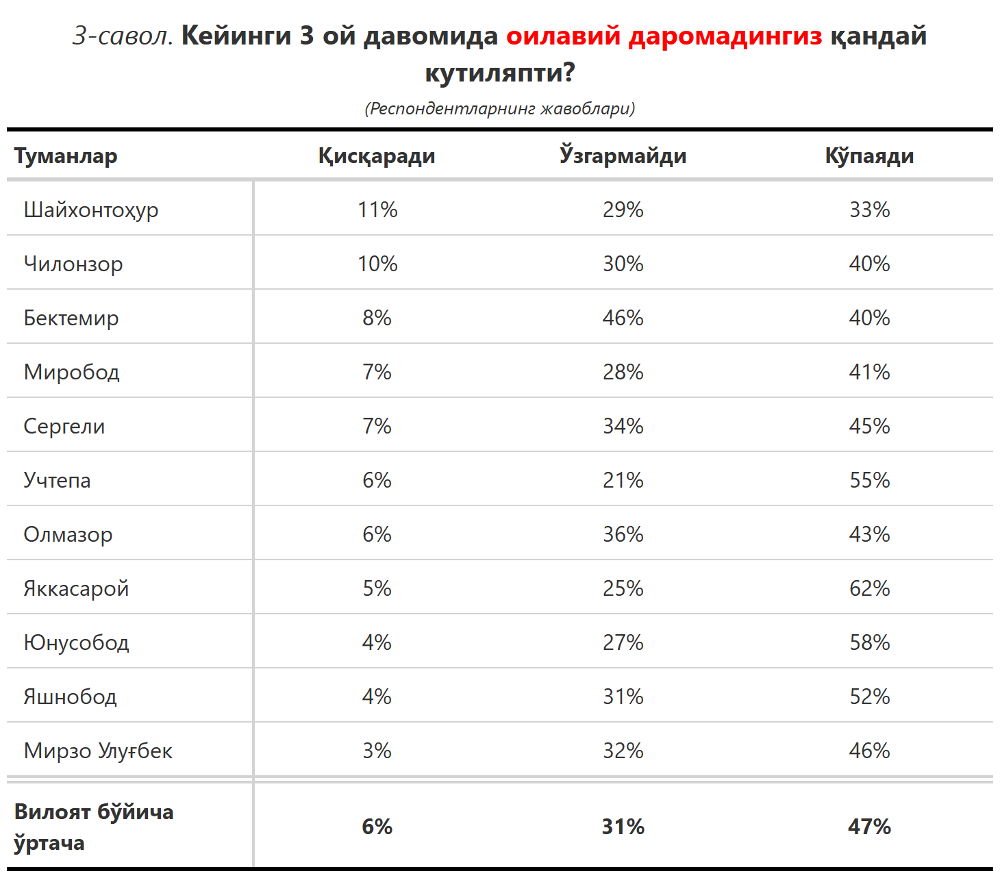 3-савол. Кейинги 3 ой давомида оилавий даромадингиз қандай
кутиляпти?
(Респондентларнинг жавоблари)
Туманлар Қисқаради Ўзгармайди Кўпаяди
Шайхонтоҳур 11% 29% 33%
Чилонзор 10% 30% 40%
Бектемир 8% 46% 40%
Миробод 7% 28% 41%
Сергели 7% 34% 45%
Учтепа 6% 21% 55%
Олмазор 6% 36% 43%
Яккасарой 5% 25% 62%
Юнусобод 4% 27% 58%
Яшнобод 4% 31% 52%
Мирзо Улуғбек 3% 32% 46%
Вилоят бўйича
ўртача 6% 31% 47%